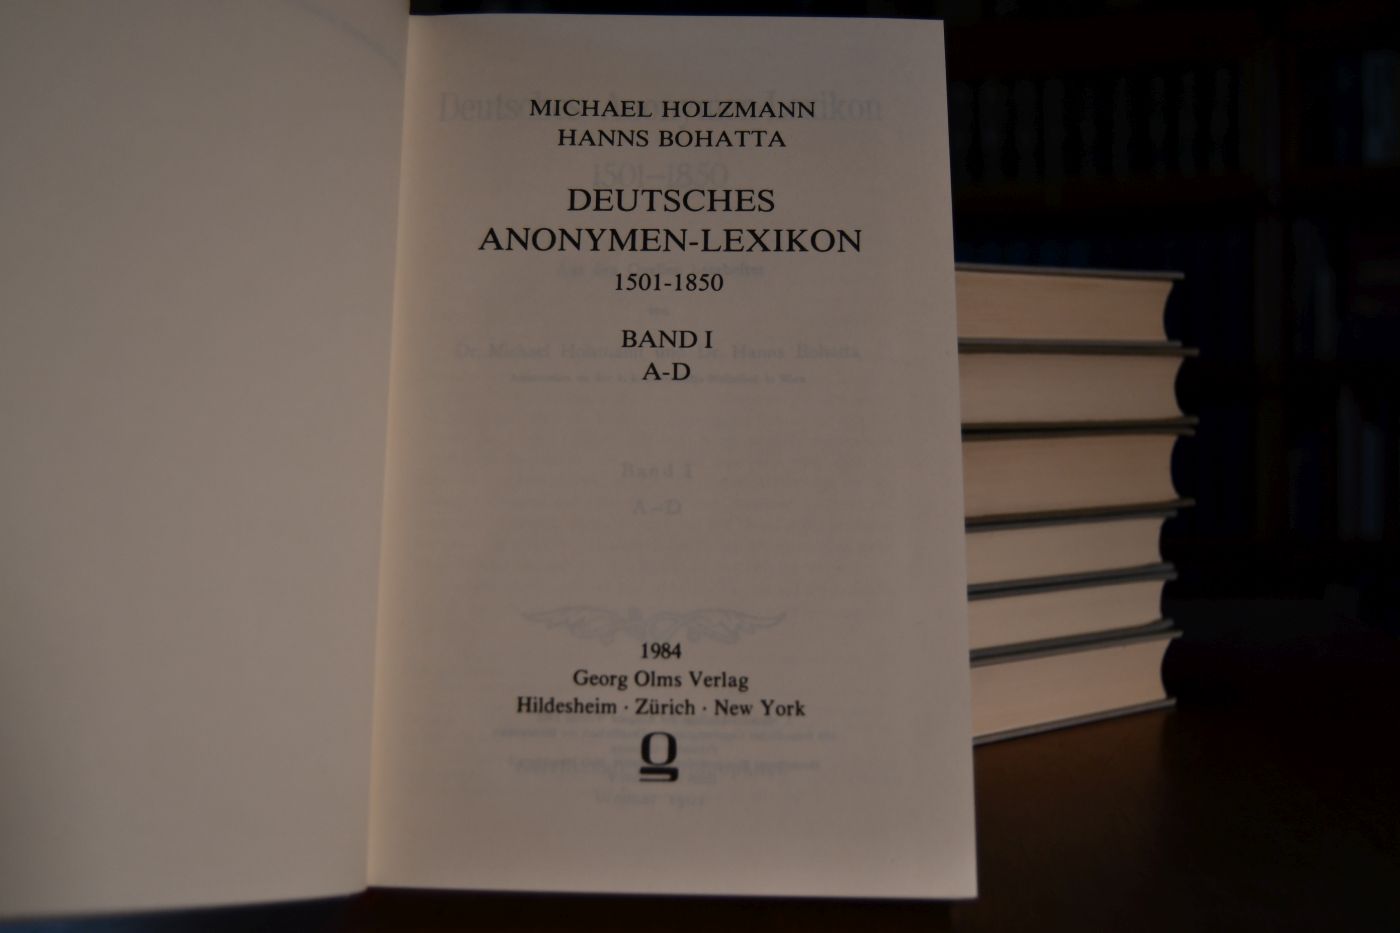 MICHAEL HOLZMANN
HANNS BOHATTA
DEUTSCHES
ANONYMEN-LEXIKON
1501-1850
BAND I
A-D
1984
Georg Olms Verlag
Hildesheim · Zürich · New York